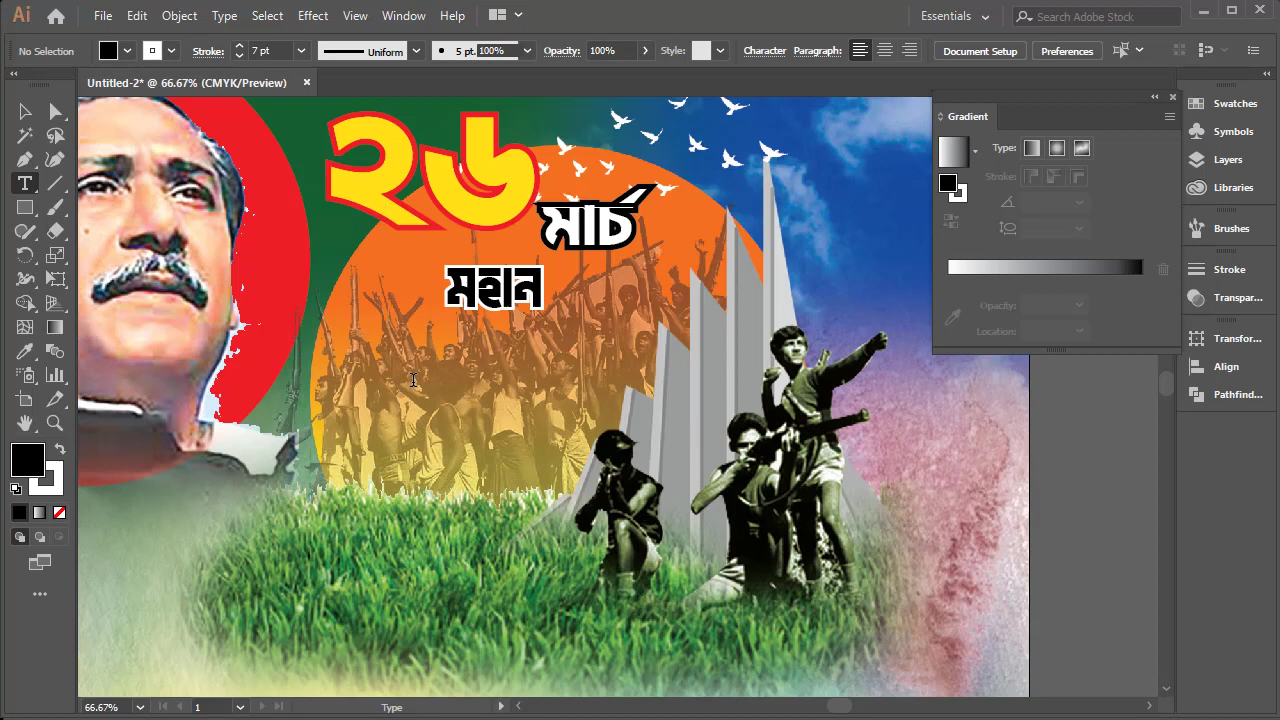 Ai File Edit Object Type Select Effect View Window Help Essentials Search Adobe Stock
No Selection Stroke: 7 pt Uniform 5 pt. 100% Opacity: 100% Style: Character Paragraph: Document Setup Preferences
Untitled-2* @ 66.67% (CMYK/Preview)
Gradient
Type:
Stroke:
Opacity:
Location:
Swatches
Symbols
Layers
Libraries
Brushes
Stroke
Transpar...
Transfor...
Align
Pathfind...
২৬
মার্চ
মহান
66.67% 1 Type